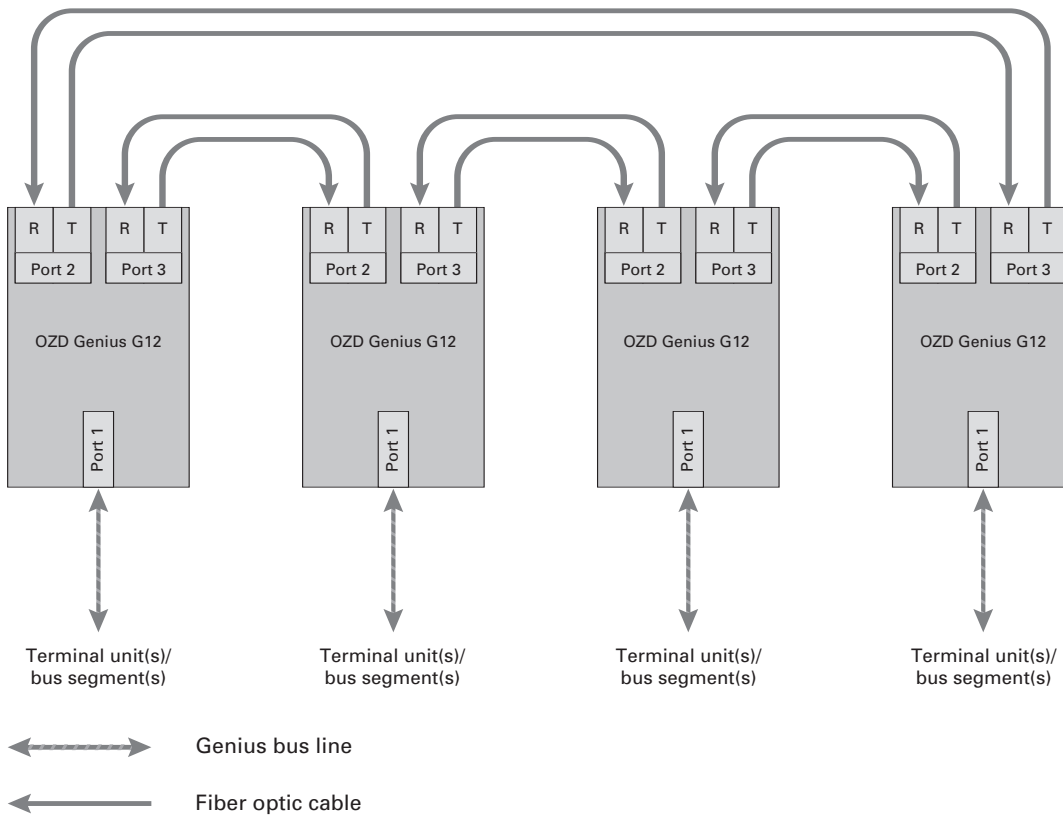 R T R T R T R T R T R T R T R T
Port 2 Port 3 Port 2 Port 3 Port 2 Port 3 Port 2 Port 3
OZD Genius G12 OZD Genius G12 OZD Genius G12 OZD Genius G12
Port 1 Port 1 Port 1 Port 1
Terminal unit(s)/ Terminal unit(s)/ Terminal unit(s)/ Terminal unit(s)/
bus segment(s) bus segment(s) bus segment(s) bus segment(s)
Genius bus line
Fiber optic cable